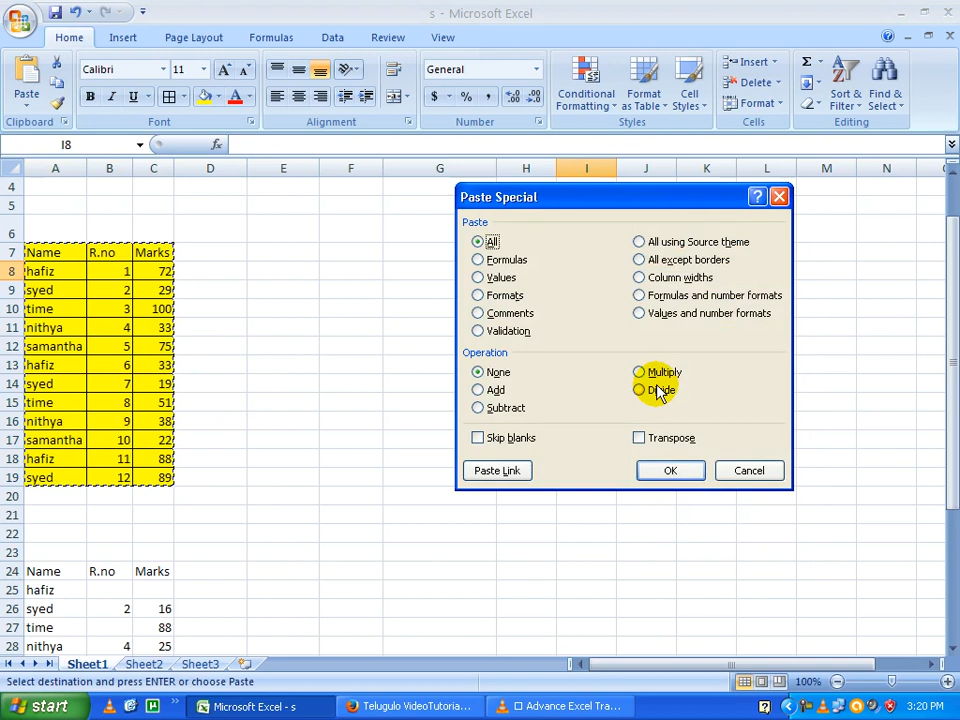 s - Microsoft Excel
Home Insert Page Layout Formulas Data Review View
Paste
Clipboard
Calibri 11
B I U
Font
Alignment
General
$ % ,
Number
Conditional Formatting
Format as Table
Cell Styles
Styles
Insert
Delete
Format
Cells
Σ
Sort & Filter
Find & Select
Editing
I8 fx
A B C D E F G H I J K L M N
4
5
6
7 Name R.no Marks
8 hafiz 1 72
9 syed 2 29
10 time 3 100
11 nithya 4 33
12 samantha 5 75
13 hafiz 6 33
14 syed 7 19
15 time 8 51
16 nithya 9 38
17 samantha 10 22
18 hafiz 11 88
19 syed 12 89
20
21
22
23
24 Name R.no Marks
25 hafiz
26 syed 2 16
27 time 88
28 nithya 4 25
Paste Special
Paste
All All using Source theme
Formulas All except borders
Values Column widths
Formats Formulas and number formats
Comments Values and number formats
Validation
Operation
None Multiply
Add Divide
Subtract
Skip blanks Transpose
Paste Link OK Cancel
Sheet1 Sheet2 Sheet3
Select destination and press ENTER or choose Paste 100%
start Microsoft Excel - s Telugulo VideoTutoria... Advance Excel Tra... 3:20 PM